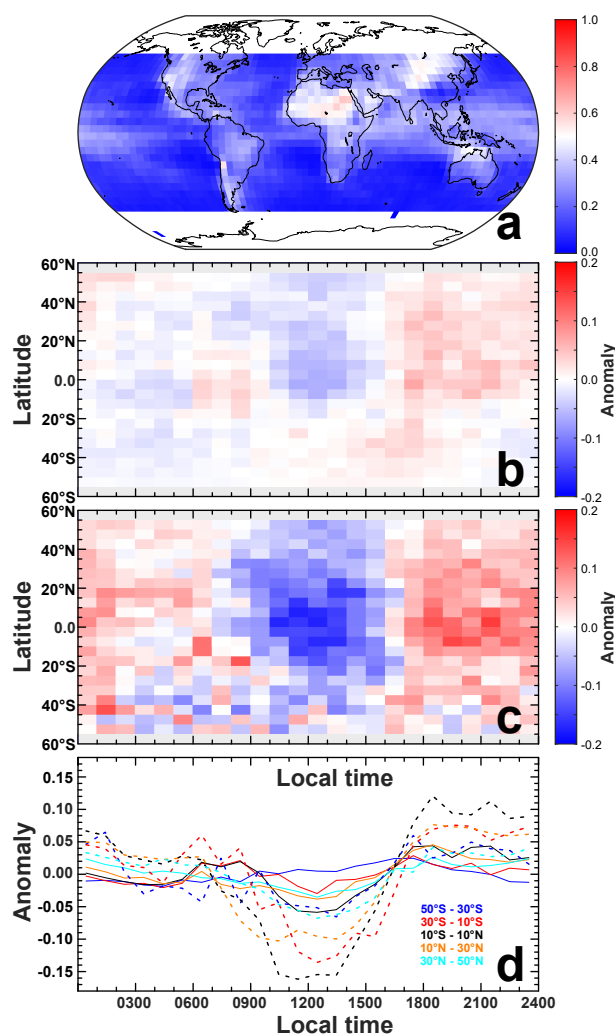 1.0
0.8
0.6
0.4
0.2
0.0
a
60°N
40°N
20°N
0.0
20°S
40°S
60°S
Latitude
b
0.2
0.1
0.0
-0.1
-0.2
Anomaly
60°N
40°N
20°N
0.0
20°S
40°S
60°S
Latitude
c
0.2
0.1
0.0
-0.1
-0.2
Anomaly
Local time
0.15
0.10
0.05
0.00
-0.05
-0.10
-0.15
Anomaly
50°S - 30°S
30°S - 10°S
10°S - 10°N
10°N - 30°N
30°N - 50°N
d
0300 0600 0900 1200 1500 1800 2100 2400
Local time